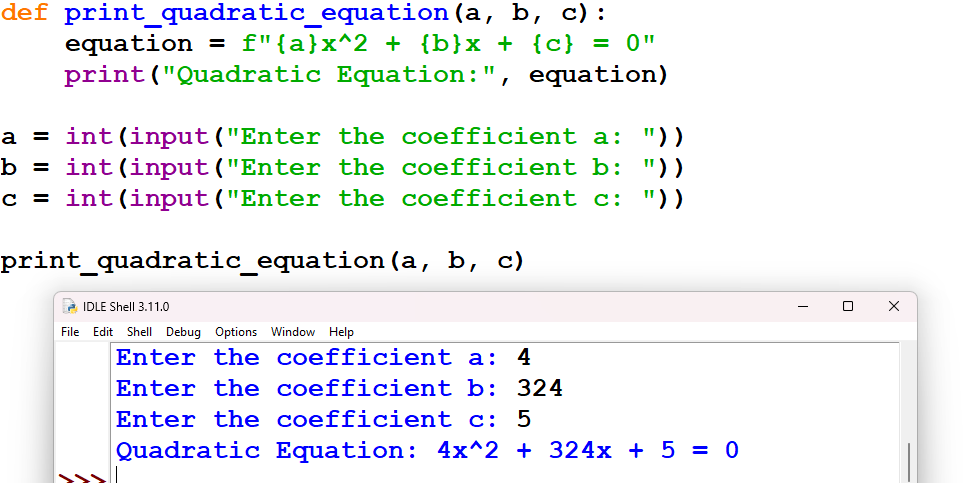 def print_quadratic_equation(a, b, c):
    equation = f"{a}x^2 + {b}x + {c} = 0"
    print("Quadratic Equation:", equation)
a = int(input("Enter the coefficient a: "))
b = int(input("Enter the coefficient b: "))
c = int(input("Enter the coefficient c: "))
print_quadratic_equation(a, b, c)
IDLE Shell 3.11.0
File Edit Shell Debug Options Window Help
Enter the coefficient a: 4
Enter the coefficient b: 324
Enter the coefficient c: 5
Quadratic Equation: 4x^2 + 324x + 5 = 0
>>>